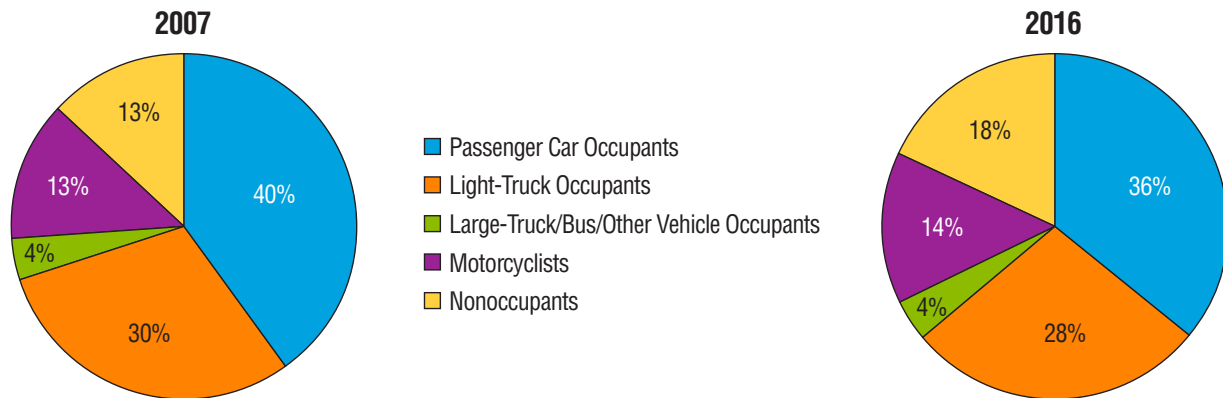 2007
13%
40%
13%
4%
30%
Passenger Car Occupants
Light-Truck Occupants
Large-Truck/Bus/Other Vehicle Occupants
Motorcyclists
Nonoccupants
2016
18%
36%
14%
4%
28%